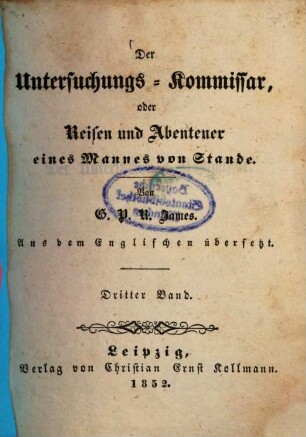 Der
Untersuchungs-Kommissar,
oder
Reisen und Abenteuer
eines Mannes von Stande.
Von
G. P. R. James.
Aus dem Englischen übersetzt.
Dritter Band.
Leipzig,
Verlag von Christian Ernst Kollmann.
1852.